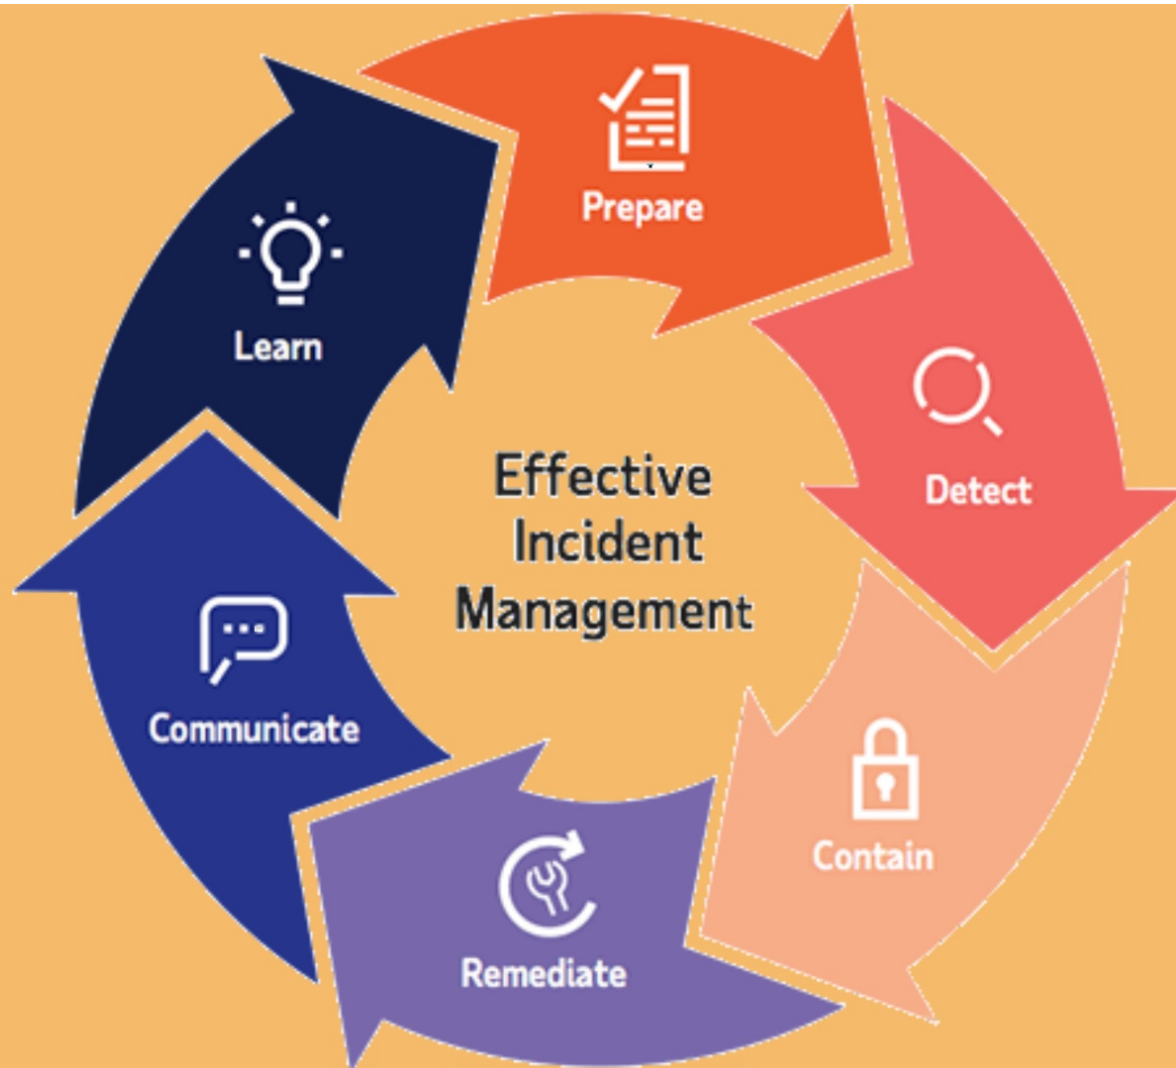 Prepare
Detect
Contain
Remediate
Communicate
Learn
Effective
Incident
Management